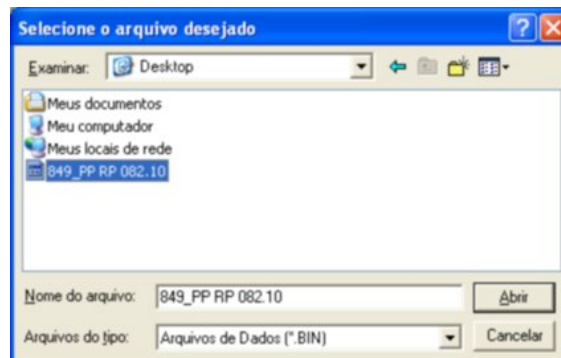 Selecione o arquivo desejado
Examinar: Desktop
Meus documentos
Meu computador
Meus locais de rede
849_PP RP 082.10
Nome do arquivo: 849_PP RP 082.10 Abrir
Arquivos do tipo: Arquivos de Dados (*.BIN) Cancelar